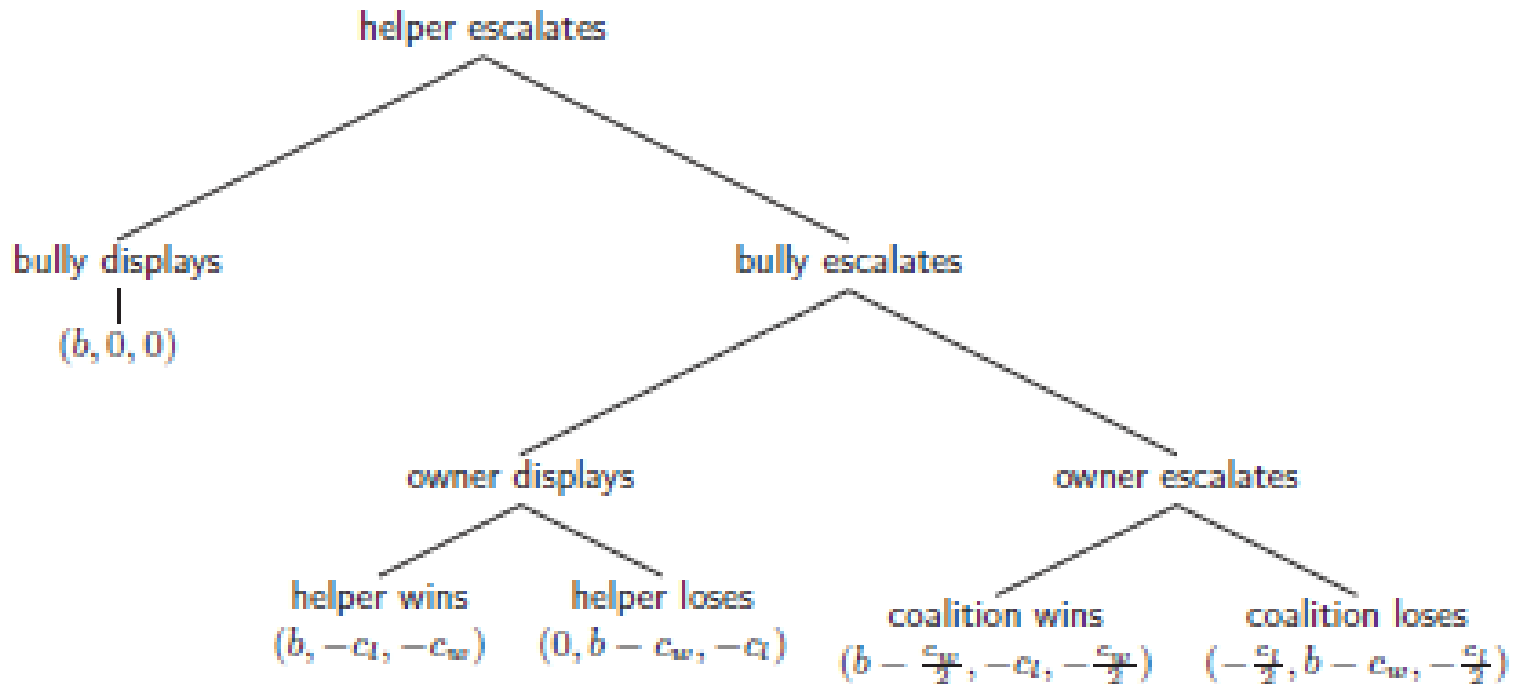 helper escalates
bully displays bully escalates
(b, 0, 0)
owner displays owner escalates
helper wins helper loses coalition wins coalition loses
(b, −c_l, −c_w) (0, b − c_w, −c_l) (b − c_w/2, −c_l, −c_w/2) (−c_l/2, b − c_w, −c_l/2)